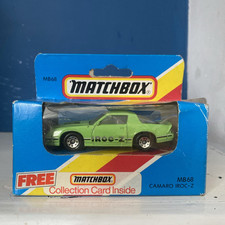 MB68
MATCHBOX
IROC-Z
FREE
MATCHBOX
Collection Card Inside
MB68
CAMARO IROC-Z